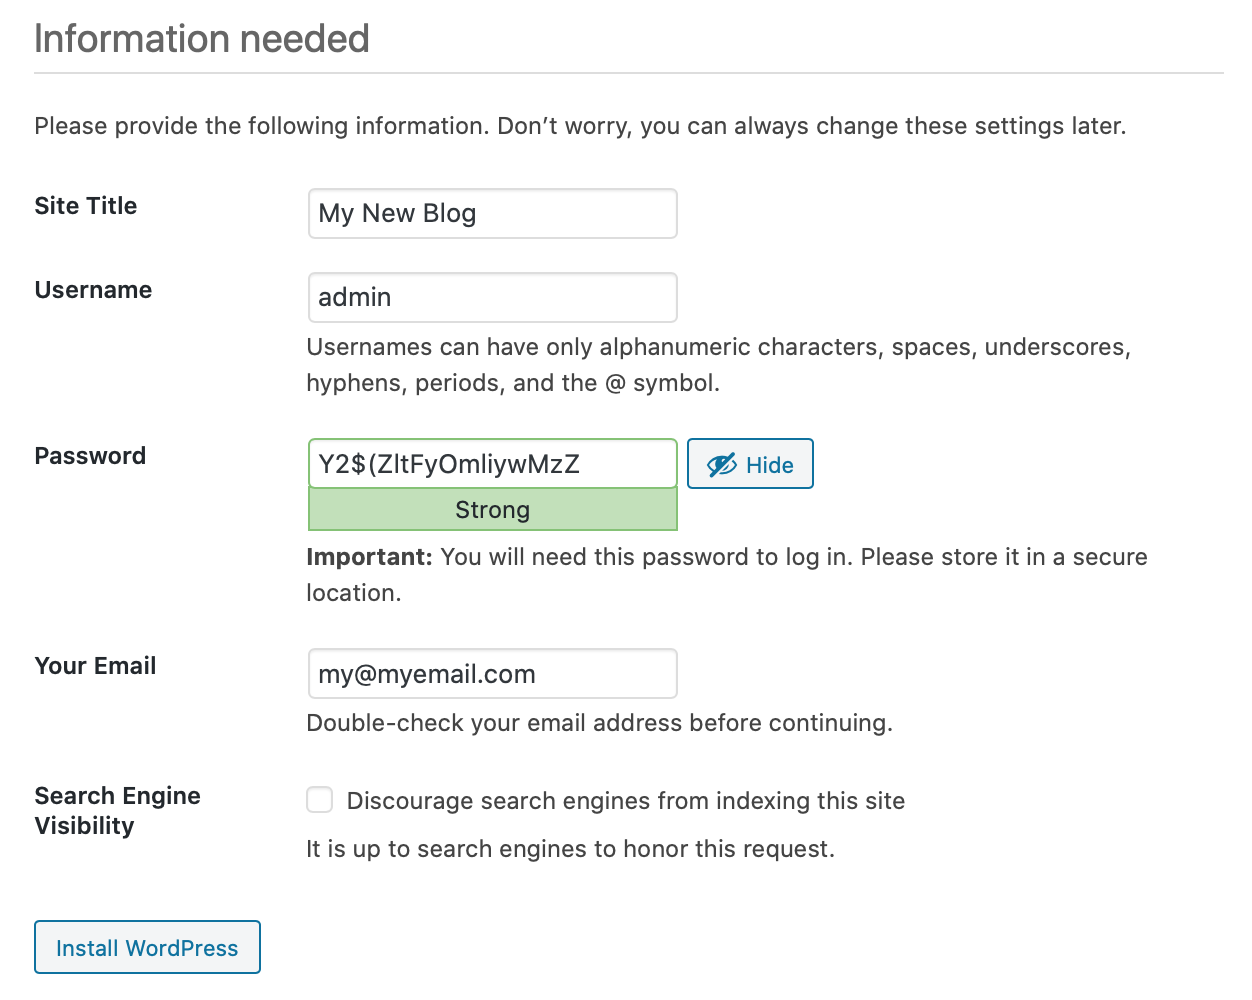 Information needed
Please provide the following information. Don’t worry, you can always change these settings later.
Site Title
My New Blog
Username
admin
Usernames can have only alphanumeric characters, spaces, underscores,
hyphens, periods, and the @ symbol.
Password
Y2$(ZltFyOmliywMzZ
Hide
Strong
Important: You will need this password to log in. Please store it in a secure
location.
Your Email
my@myemail.com
Double-check your email address before continuing.
Search Engine
Visibility
Discourage search engines from indexing this site
It is up to search engines to honor this request.
Install WordPress